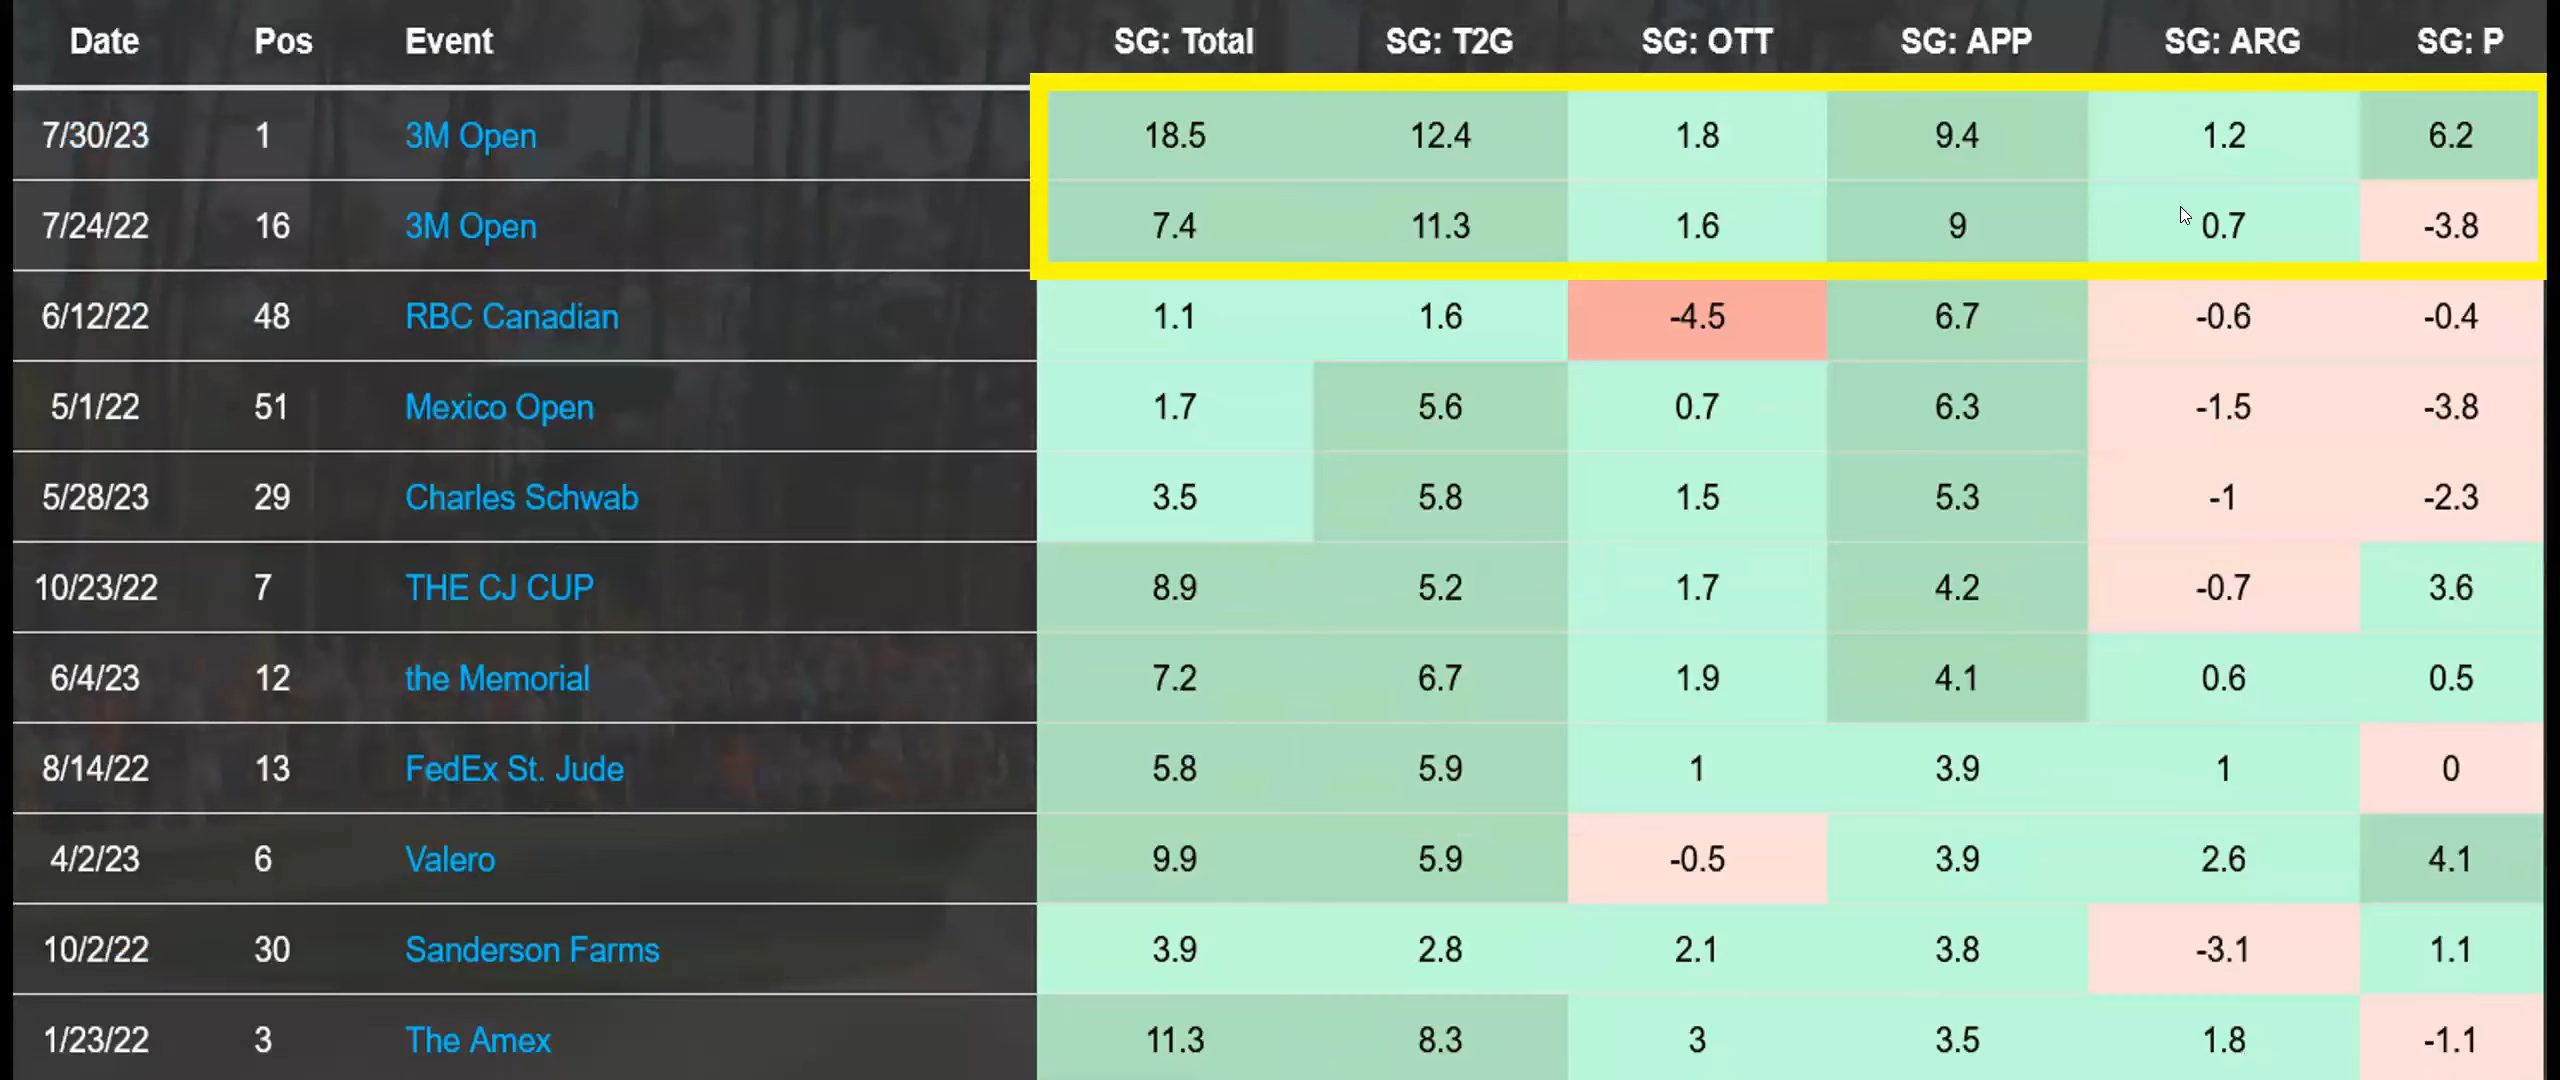 Date Pos Event SG: Total SG: T2G SG: OTT SG: APP SG: ARG SG: P
7/30/23 1 3M Open 18.5 12.4 1.8 9.4 1.2 6.2
7/24/22 16 3M Open 7.4 11.3 1.6 9 0.7 -3.8
6/12/22 48 RBC Canadian 1.1 1.6 -4.5 6.7 -0.6 -0.4
5/1/22 51 Mexico Open 1.7 5.6 0.7 6.3 -1.5 -3.8
5/28/23 29 Charles Schwab 3.5 5.8 1.5 5.3 -1 -2.3
10/23/22 7 THE CJ CUP 8.9 5.2 1.7 4.2 -0.7 3.6
6/4/23 12 the Memorial 7.2 6.7 1.9 4.1 0.6 0.5
8/14/22 13 FedEx St. Jude 5.8 5.9 1 3.9 1 0
4/2/23 6 Valero 9.9 5.9 -0.5 3.9 2.6 4.1
10/2/22 30 Sanderson Farms 3.9 2.8 2.1 3.8 -3.1 1.1
1/23/22 3 The Amex 11.3 8.3 3 3.5 1.8 -1.1